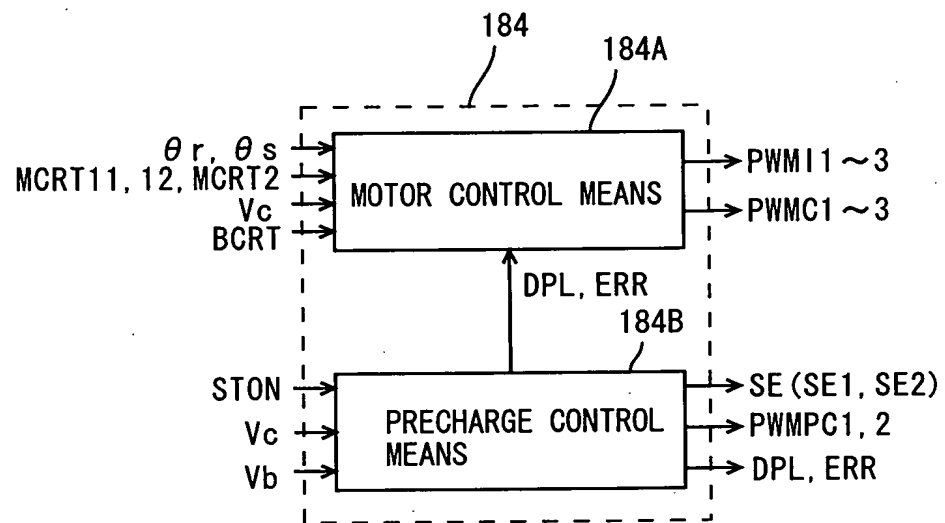 184
184A
θr, θs
MCRT11, 12, MCRT2
Vc
BCRT
MOTOR CONTROL MEANS
PWMI1～3
PWMC1～3
DPL, ERR
184B
STON
Vc
Vb
PRECHARGE CONTROL
MEANS
SE(SE1, SE2)
PWMPC1, 2
DPL, ERR